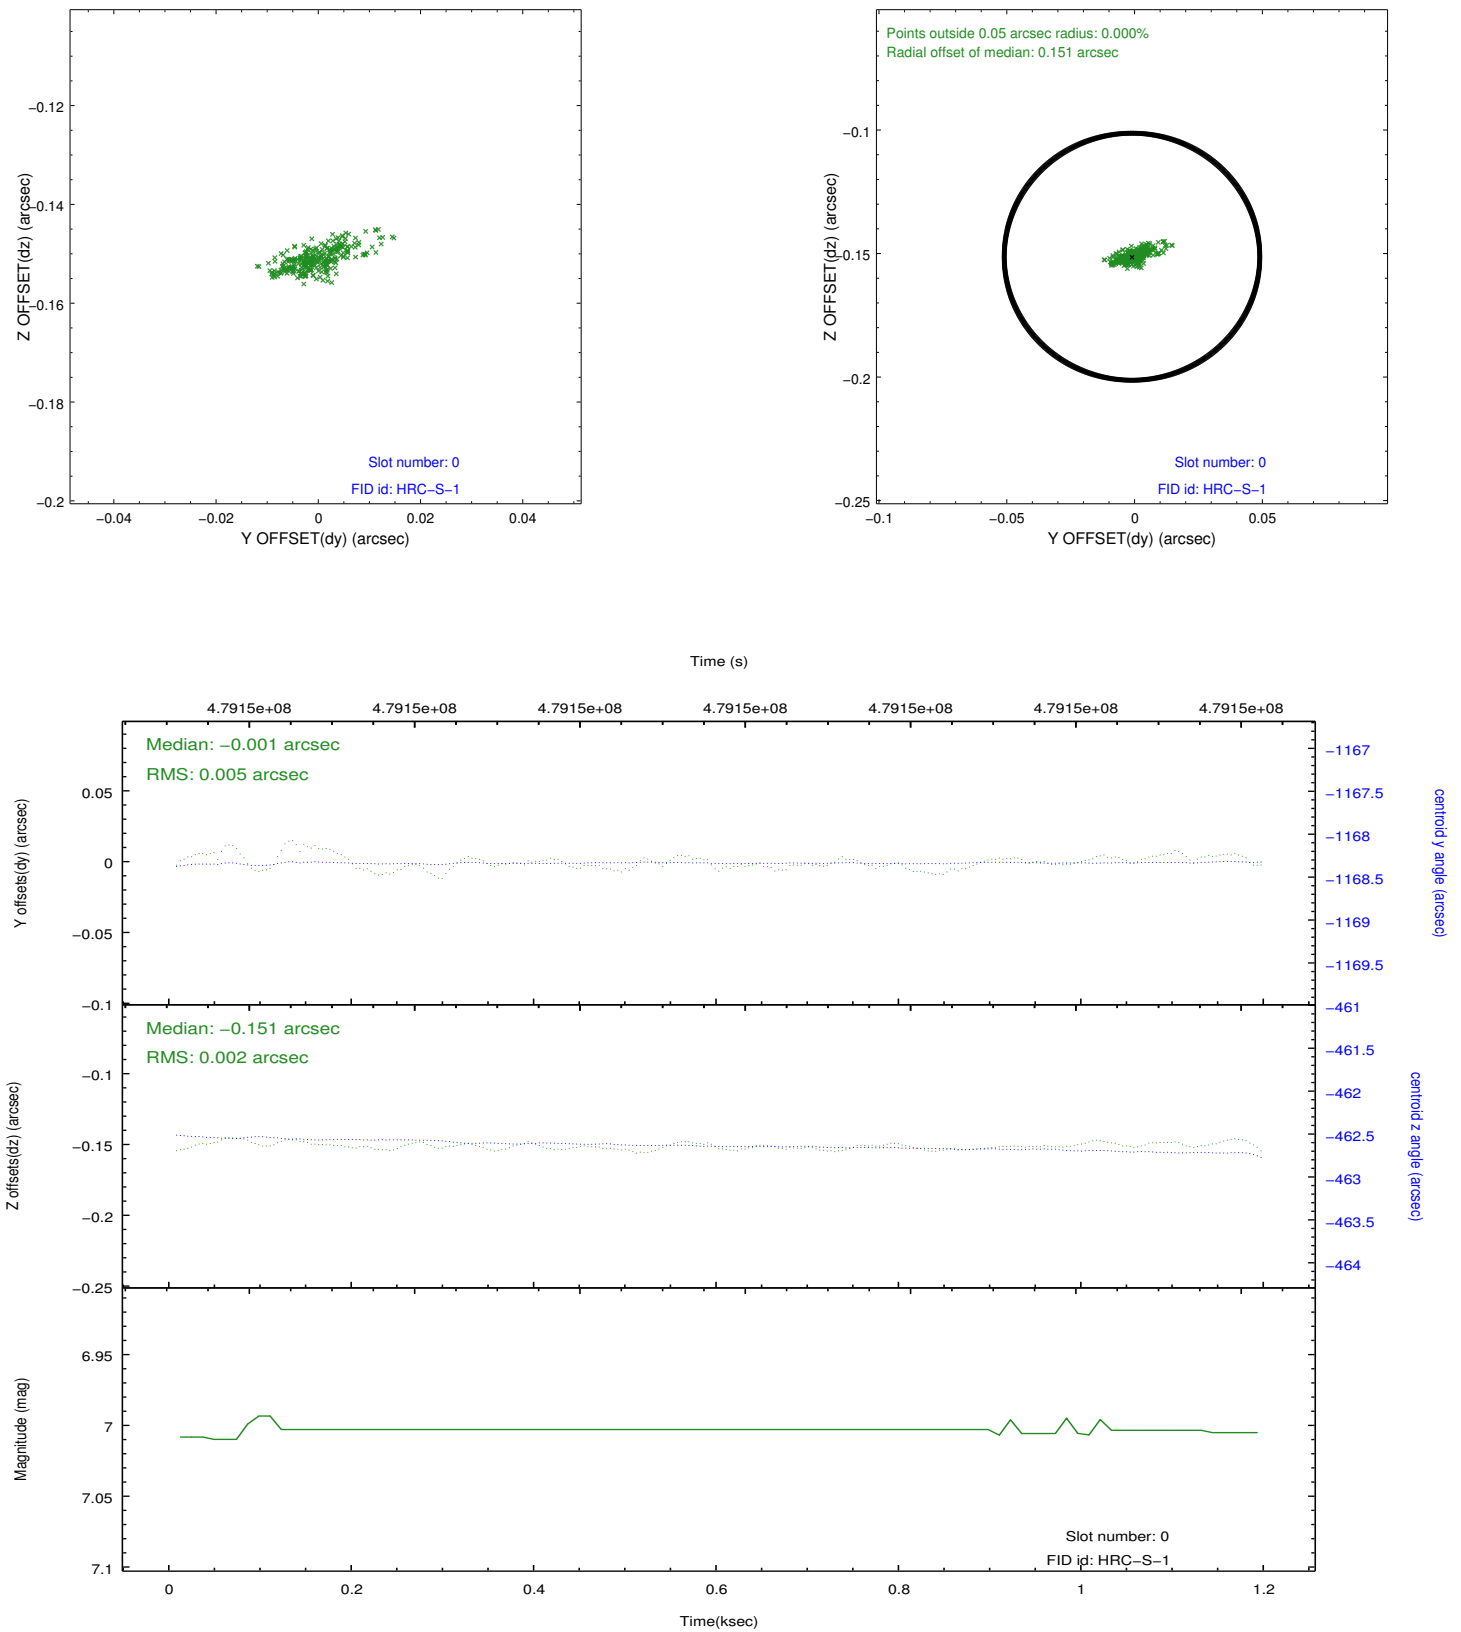 −0.12
−0.14
−0.16
−0.18
−0.2
Z OFFSET(dz) (arcsec)
Slot number: 0
FID id: HRC−S−1
−0.04
−0.02
0
0.02
0.04
Y OFFSET(dy) (arcsec)
Points outside 0.05 arcsec radius: 0.000%
Radial offset of median: 0.151 arcsec
−0.1
−0.15
−0.2
−0.25
Z OFFSET(dz) (arcsec)
Slot number: 0
FID id: HRC−S−1
−0.1
−0.05
0
0.05
Y OFFSET(dy) (arcsec)
Time (s)
4.7915e+08
4.7915e+08
4.7915e+08
4.7915e+08
4.7915e+08
4.7915e+08
4.7915e+08
Median: −0.001 arcsec
RMS: 0.005 arcsec
0.05
0
−0.05
−0.1
Y offsets(dy) (arcsec)
−1167
−1167.5
−1168
−1168.5
−1169
−1169.5
centroid y angle (arcsec)
Median: −0.151 arcsec
RMS: 0.002 arcsec
−0.1
−0.15
−0.2
−0.25
Z offsets(dz) (arcsec)
−461
−461.5
−462
−462.5
−463
−463.5
−464
centroid z angle (arcsec)
6.95
7
7.05
7.1
Magnitude (mag)
Slot number: 0
FID id: HRC−S−1
0
0.2
0.4
0.6
0.8
1
1.2
Time(ksec)